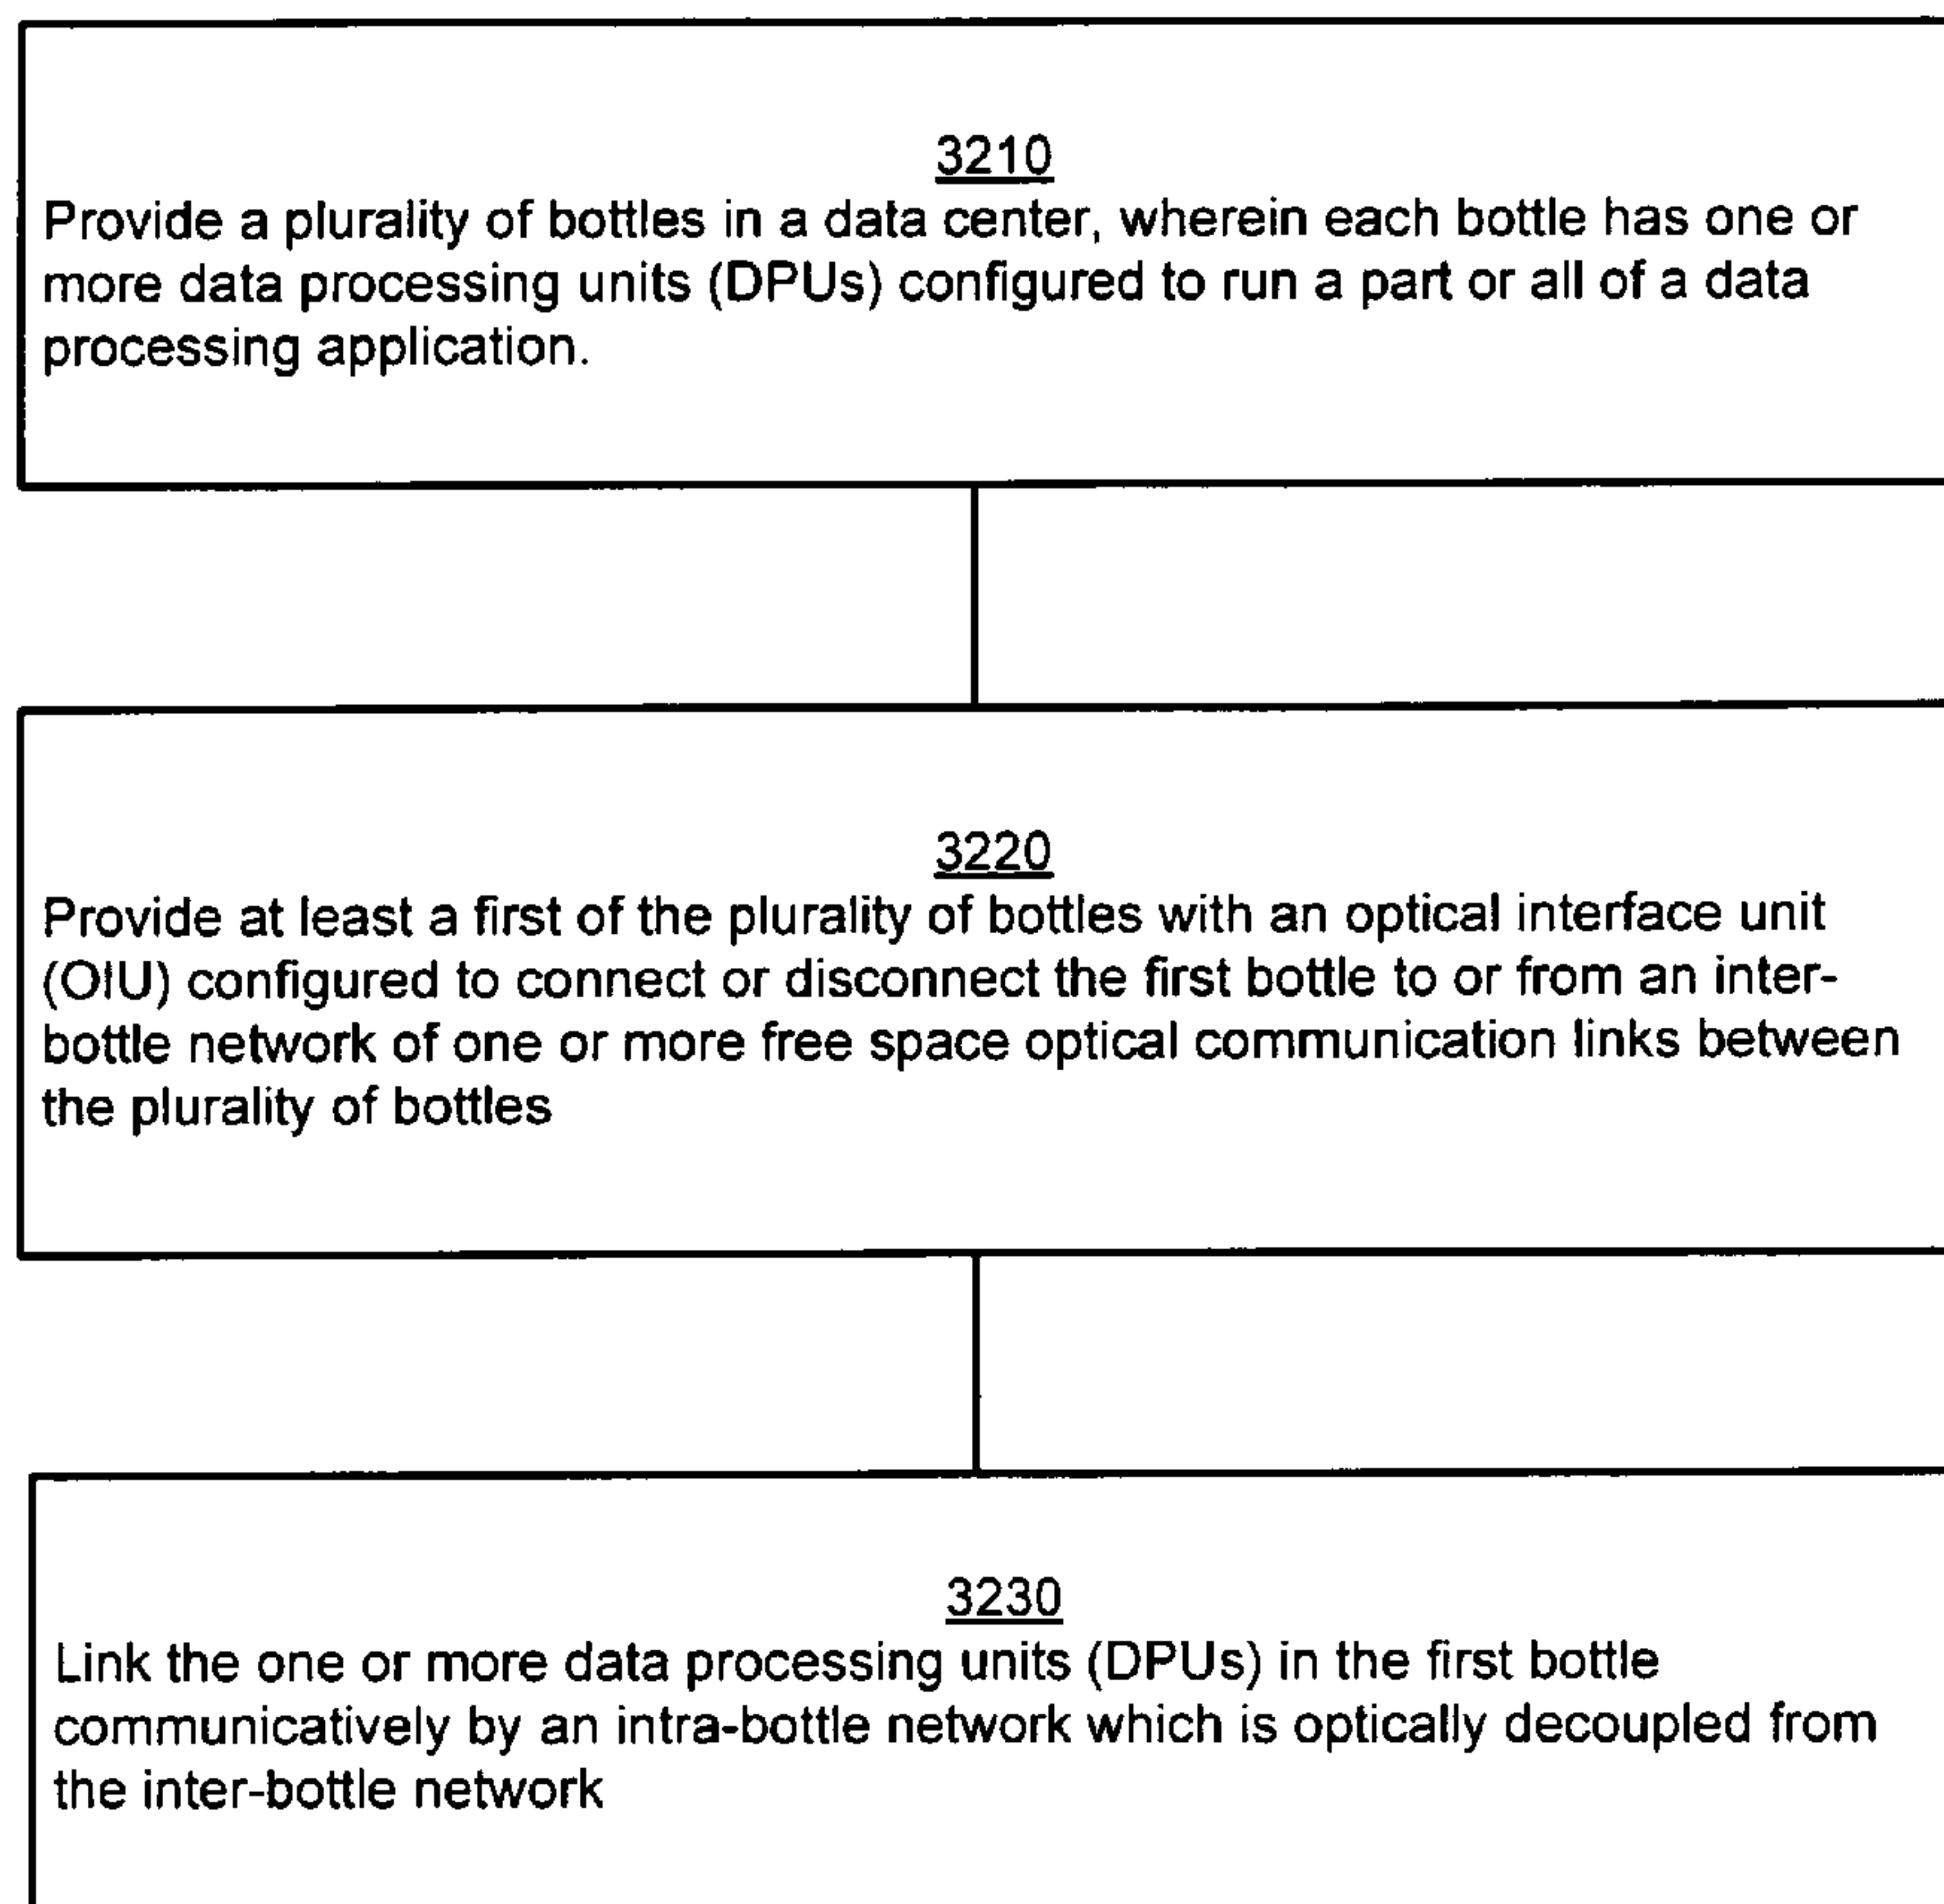 3210
Provide a plurality of bottles in a data center, wherein each bottle has one or
more data processing units (DPUs) configured to run a part or all of a data
processing application.
3220
Provide at least a first of the plurality of bottles with an optical interface unit
(OIU) configured to connect or disconnect the first bottle to or from an inter-
bottle network of one or more free space optical communication links between
the plurality of bottles
3230
Link the one or more data processing units (DPUs) in the first bottle
communicatively by an intra-bottle network which is optically decoupled from
the inter-bottle network